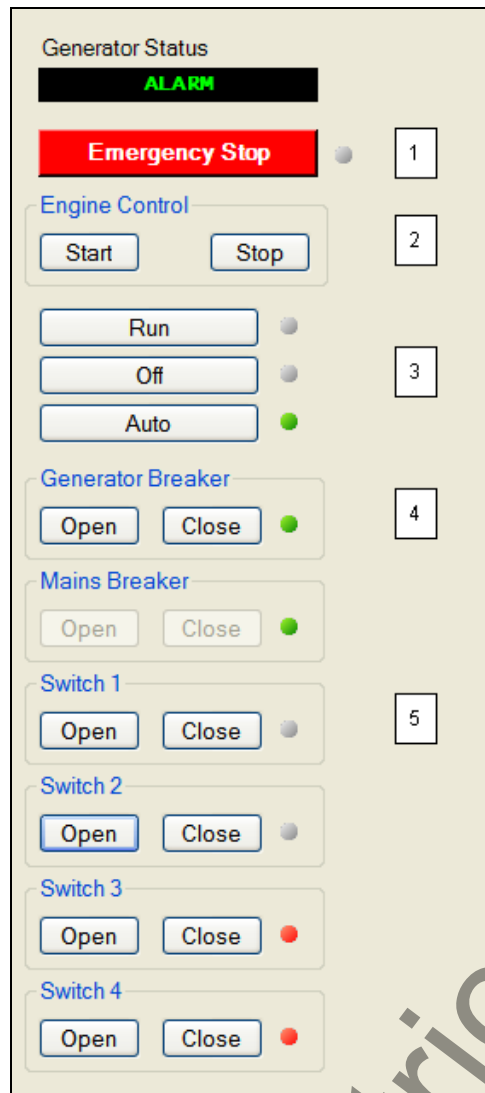 Generator Status
ALARM
Emergency Stop 1
Engine Control
Start Stop 2
Run
Off 3
Auto
Generator Breaker
Open Close 4
Mains Breaker
Open Close
Switch 1
Open Close 5
Switch 2
Open Close
Switch 3
Open Close
Switch 4
Open Close